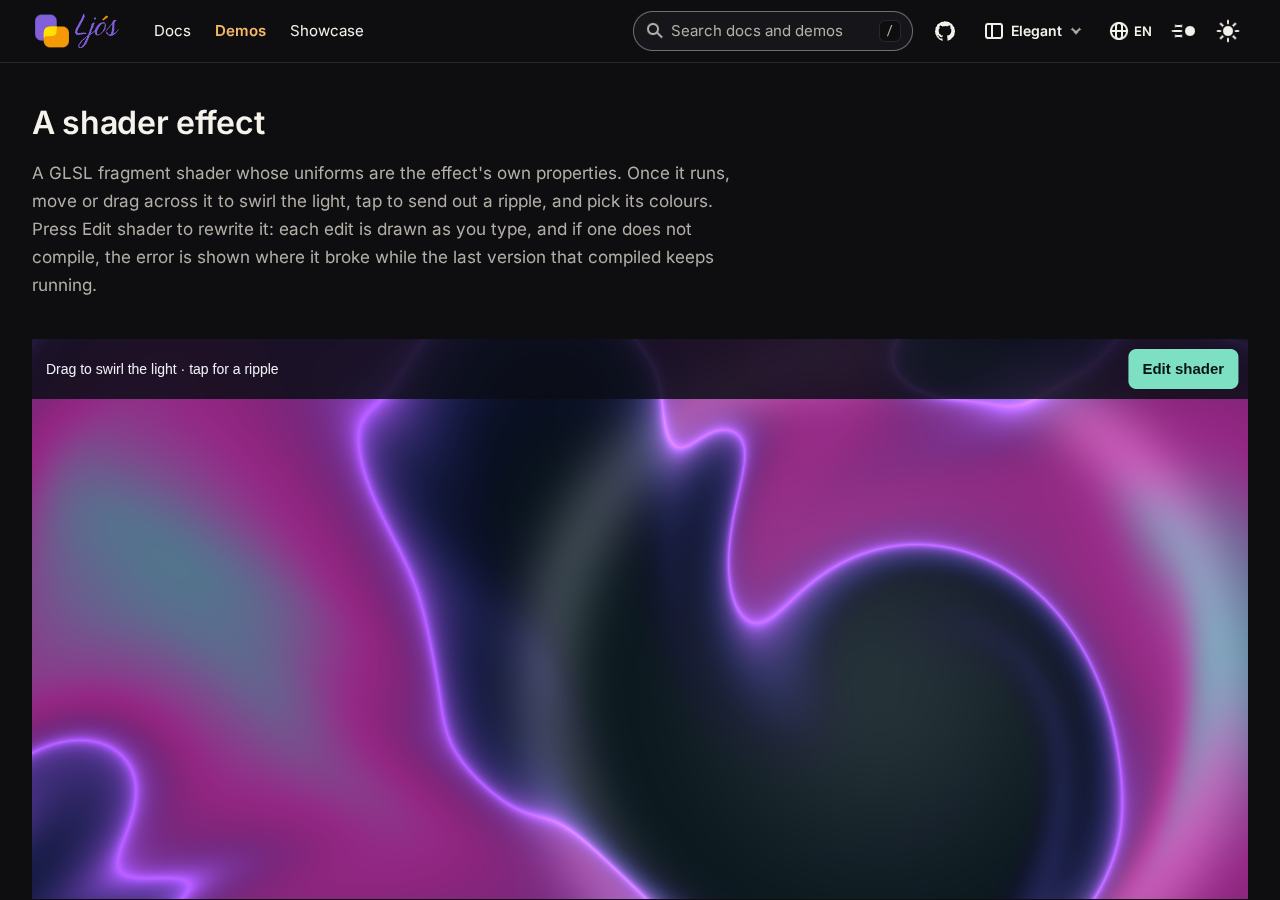 Ljós
Docs
Demos
Showcase
Search docs and demos
/
Elegant
EN
A shader effect
A GLSL fragment shader whose uniforms are the effect's own properties. Once it runs,
move or drag across it to swirl the light, tap to send out a ripple, and pick its colours.
Press Edit shader to rewrite it: each edit is drawn as you type, and if one does not
compile, the error is shown where it broke while the last version that compiled keeps
running.
Drag to swirl the light · tap for a ripple
Edit shader